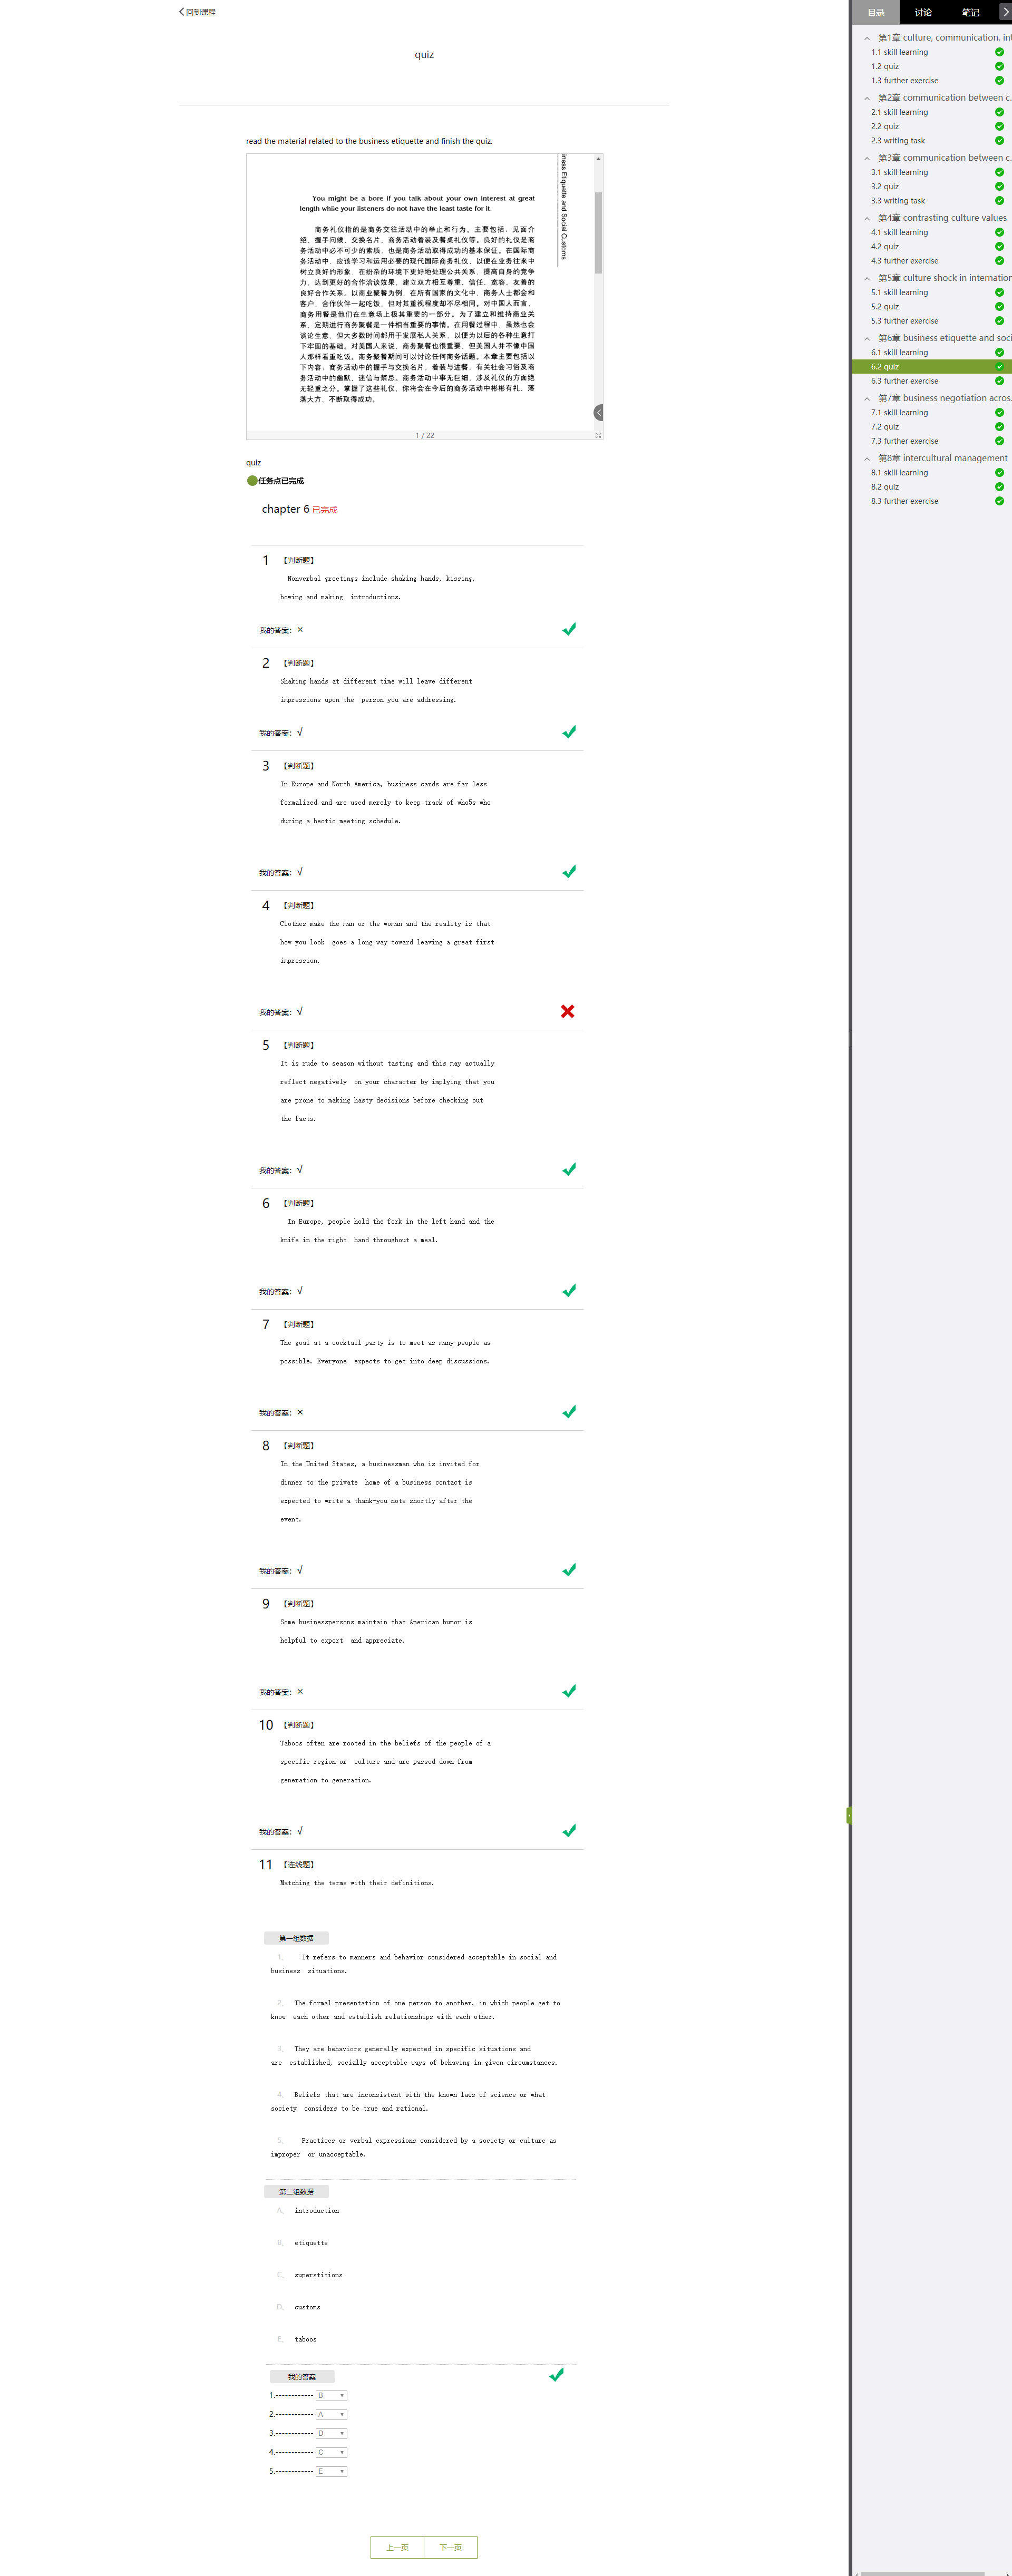 回到课程
quiz
read the material related to the business etiquette and finish the quiz.
iness Etiquette and Social Customs
You might be a bore if you talk about your own interest at great
length while your listeners do not have the least taste for it.
商务礼仪指的是商务交往活动中的举止和行为。主要包括：见面介
绍、握手问候、交换名片、商务活动着装及餐桌礼仪等。良好的礼仪是商
务活动中必不可少的素质，也是商务活动取得成功的基本保证。在国际商
务活动中，应该学习和运用必要的现代国际商务礼仪，以便在业务往来中
树立良好的形象，在纷杂的环境下更好地处理公共关系，提高自身的竞争
力，达到更好的合作洽谈效果，建立双方相互尊重、信任、宽容、友善的
良好合作关系。以商业聚餐为例，在所有国家的文化中，商务人士都会和
客户、合作伙伴一起吃饭，但对其重视程度却不尽相同。对中国人而言，
商务用餐是他们在生意场上极其重要的一部分。为了建立和维持商业关
系，定期进行商务聚餐是一件相当重要的事情。在用餐过程中，虽然也会
谈论生意，但大多数时间都用于发展私人关系，以便为以后的各种生意打
下牢固的基础。对美国人来说，商务聚餐也很重要，但美国人并不像中国
人那样看重吃饭。商务聚餐期间可以讨论任何商务话题。本章主要包括以
下内容：商务活动中的握手与交换名片，着装与进餐，有关社会习俗及商
务活动中的幽默，迷信与禁忌。商务活动中事无巨细，涉及礼仪的方面绝
无轻重之分。掌握了这些礼仪，你将会在今后的商务活动中彬彬有礼、落
落大方，不断取得成功。
1 / 22
quiz
任务点已完成
chapter 6 已完成
1 【判断题】
Nonverbal greetings include shaking hands, kissing,
bowing and making introductions.
我的答案：×
2 【判断题】
Shaking hands at different time will leave different
impressions upon the person you are addressing.
我的答案：√
3 【判断题】
In Europe and North America, business cards are far less
formalized and are used merely to keep track of who5s who
during a hectic meeting schedule.
我的答案：√
4 【判断题】
Clothes make the man or the woman and the reality is that
how you look goes a long way toward leaving a great first
impression.
我的答案：√
5 【判断题】
It is rude to season without tasting and this may actually
reflect negatively on your character by implying that you
are prone to making hasty decisions before checking out
the facts.
我的答案：√
6 【判断题】
In Europe, people hold the fork in the left hand and the
knife in the right hand throughout a meal.
我的答案：√
7 【判断题】
The goal at a cocktail party is to meet as many people as
possible. Everyone expects to get into deep discussions.
我的答案：×
8 【判断题】
In the United States, a businessman who is invited for
dinner to the private home of a business contact is
expected to write a thank-you note shortly after the
event.
我的答案：√
9 【判断题】
Some businesspersons maintain that American humor is
helpful to export and appreciate.
我的答案：×
10 【判断题】
Taboos often are rooted in the beliefs of the people of a
specific region or culture and are passed down from
generation to generation.
我的答案：√
11 【连线题】
Matching the terms with their definitions.
第一组数据
1、 It refers to manners and behavior considered acceptable in social and
business situations.
2、 The formal presentation of one person to another, in which people get to
know each other and establish relationships with each other.
3、 They are behaviors generally expected in specific situations and
are established, socially acceptable ways of behaving in given circumstances.
4、 Beliefs that are inconsistent with the known laws of science or what
society considers to be true and rational.
5、 Practices or verbal expressions considered by a society or culture as
improper or unacceptable.
第二组数据
A、 introduction
B、 etiquette
C、 superstitions
D、 customs
E、 taboos
我的答案
1.------------ B
2.------------ A
3.------------ D
4.------------ C
5.------------ E
上一页 下一页
目录 讨论 笔记
第1章 culture, communication, int
1.1 skill learning
1.2 quiz
1.3 further exercise
第2章 communication between c...
2.1 skill learning
2.2 quiz
2.3 writing task
第3章 communication between c...
3.1 skill learning
3.2 quiz
3.3 writing task
第4章 contrasting culture values
4.1 skill learning
4.2 quiz
4.3 further exercise
第5章 culture shock in internation
5.1 skill learning
5.2 quiz
5.3 further exercise
第6章 business etiquette and soci
6.1 skill learning
6.2 quiz
6.3 further exercise
第7章 business negotiation acros...
7.1 skill learning
7.2 quiz
7.3 further exercise
第8章 intercultural management
8.1 skill learning
8.2 quiz
8.3 further exercise